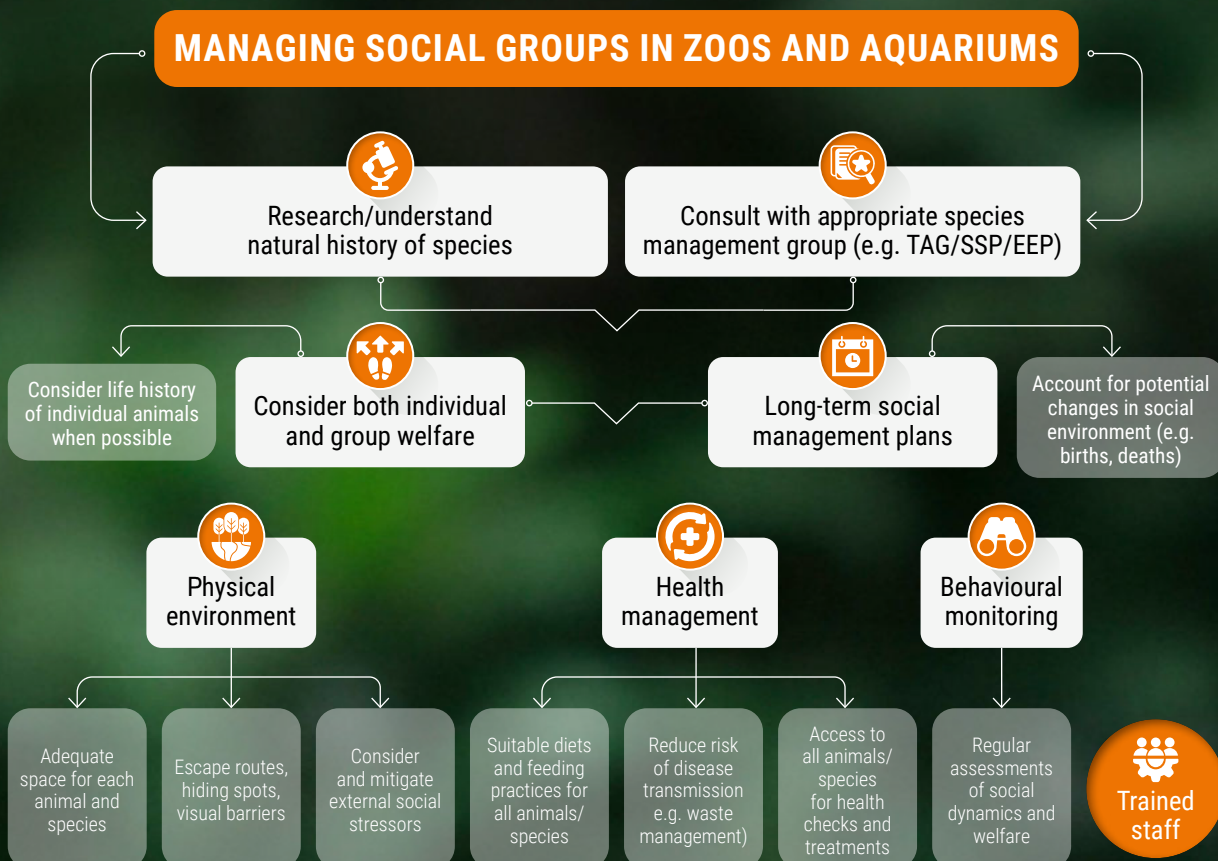 MANAGING SOCIAL GROUPS IN ZOOS AND AQUARIUMS
Research/understand
natural history of species
Consult with appropriate species
management group (e.g. TAG/SSP/EEP)
Consider life history
of individual animals
when possible
Consider both individual
and group welfare
Long-term social
management plans
Account for potential
changes in social
environment (e.g.
births, deaths)
Physical
environment
Health
management
Behavioural
monitoring
Adequate
space for each
animal and
species
Escape routes,
hiding spots,
visual barriers
Consider
and mitigate
external social
stressors
Suitable diets
and feeding
practices for
all animals/
species
Reduce risk
of disease
transmission
e.g. waste
management)
Access to
all animals/
species
for health
checks and
treatments
Regular
assessments
of social
dynamics and
welfare
Trained
staff